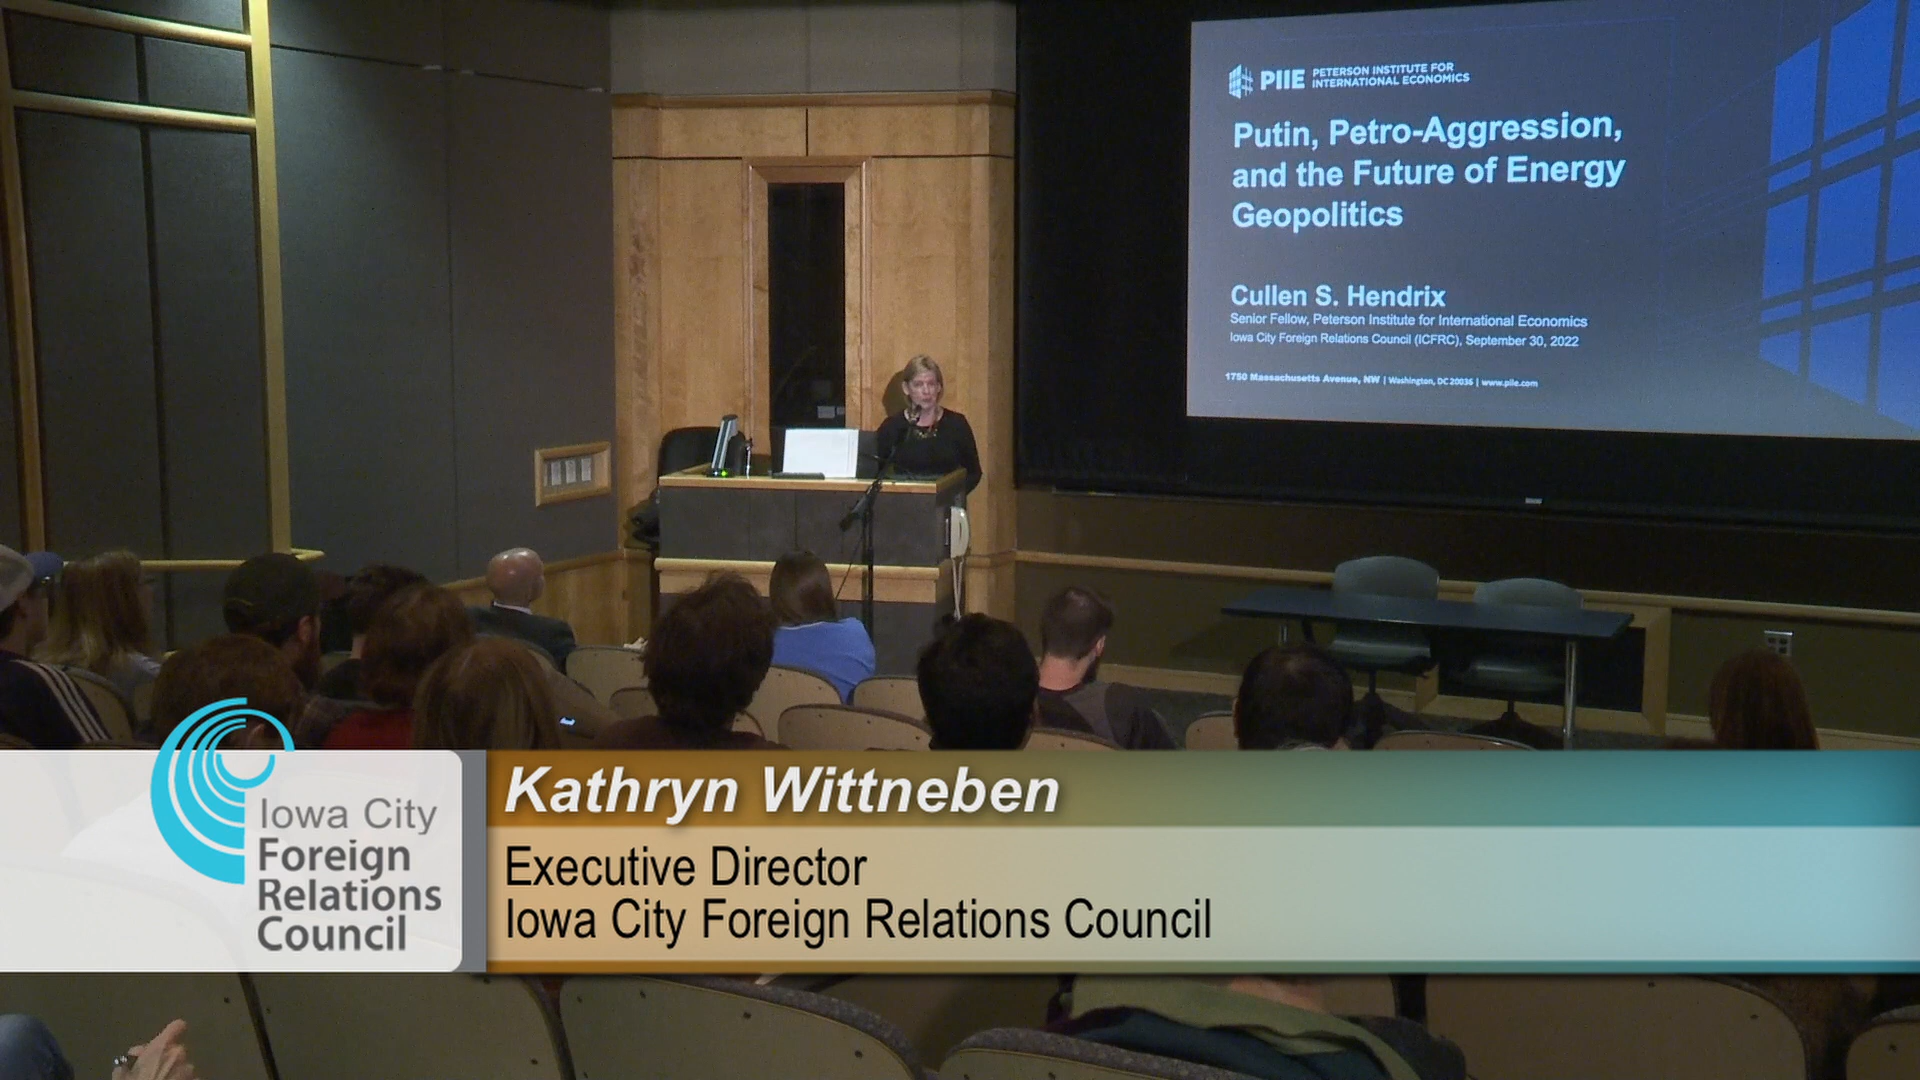 PIIE PETERSON INSTITUTE FOR
INTERNATIONAL ECONOMICS
Putin, Petro-Aggression,
and the Future of Energy
Geopolitics
Cullen S. Hendrix
Senior Fellow, Peterson Institute for International Economics
Iowa City Foreign Relations Council (ICFRC), September 30, 2022
1750 Massachusetts Avenue, NW | Washington, DC 20036 | www.piie.com
Iowa City
Foreign
Relations
Council
Kathryn Wittneben
Executive Director
Iowa City Foreign Relations Council